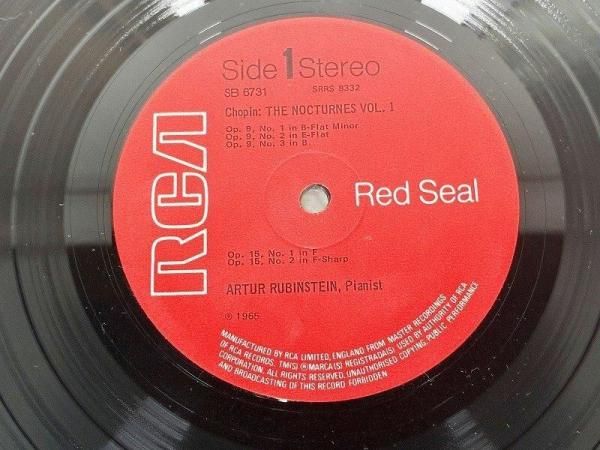 Side 1 Stereo
SB 6731 SRRS 8332
Chopin: THE NOCTURNES VOL. 1
Op. 9, No. 1 in B-Flat Minor
Op. 9, No. 2 in E-Flat
Op. 9, No. 3 in B
RCA
Red Seal
Op. 15, No. 1 in F
Op. 15, No. 2 in F-Sharp
ARTUR RUBINSTEIN, Pianist
℗ 1965
MANUFACTURED BY RCA LIMITED, ENGLAND FROM MASTER RECORDINGS
OF RCA RECORDS. TM(S) ® MARCA(S) REGISTRADA(S) USED BY AUTHORITY OF RCA
CORPORATION. ALL RIGHTS RESERVED. UNAUTHORISED COPYING, PUBLIC PERFORMANCE
AND BROADCASTING OF THIS RECORD FORBIDDEN